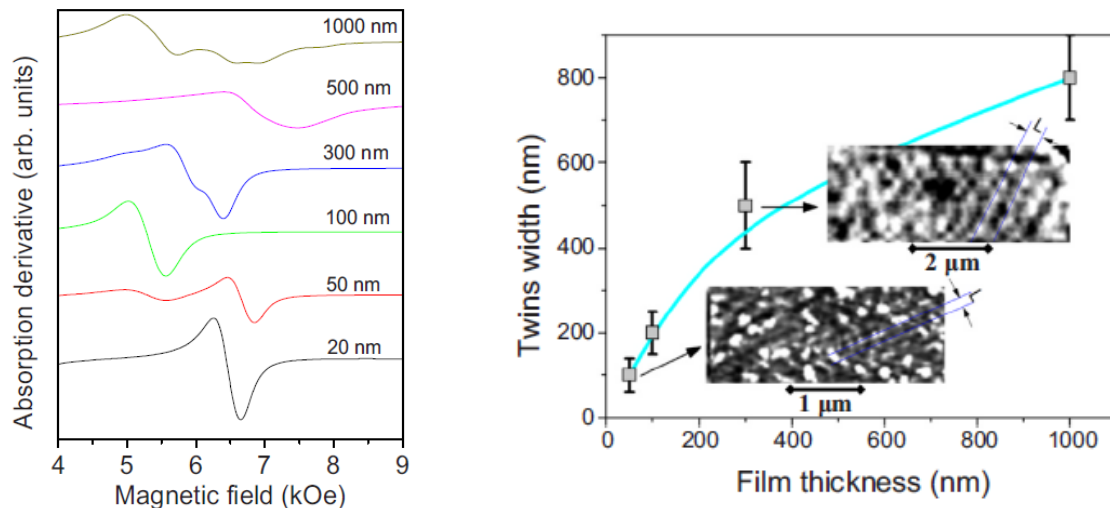 1000 nm
500 nm
300 nm
100 nm
50 nm
20 nm
Absorption derivative (arb. units)
4 5 6 7 8 9
Magnetic field (kOe)
Twins width (nm)
800
600
400
200
0
L
2 µm
L
1 µm
0 200 400 600 800 1000
Film thickness (nm)